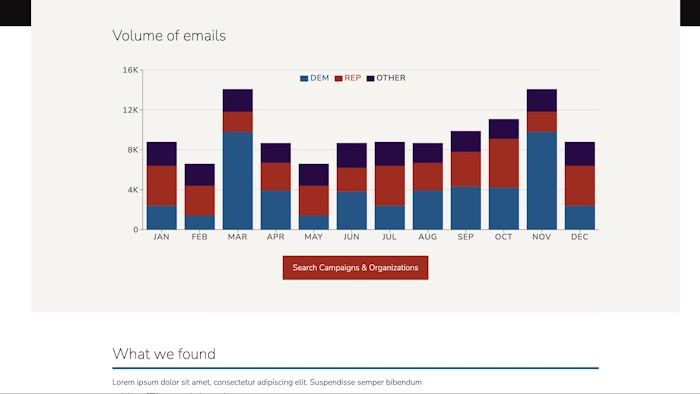 Volume of emails
16K
DEM REP OTHER
12K
8K
4K
0
JAN FEB MAR APR MAY JUN JUL AUG SEP OCT NOV DEC
Search Campaigns & Organizations
What we found
Lorem ipsum dolor sit amet, consectetur adipiscing elit. Suspendisse semper bibendum